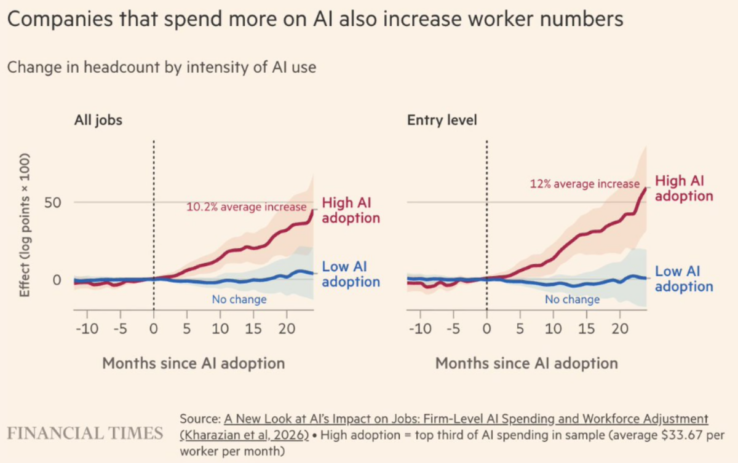 Companies that spend more on AI also increase worker numbers
Change in headcount by intensity of AI use
All jobs
Effect (log points × 100)
50
0
10.2% average increase
High AI
adoption
Low AI
adoption
No change
-10 -5 0 5 10 15 20
Months since AI adoption
Entry level
12% average increase
High AI
adoption
Low AI
adoption
No change
-10 -5 0 5 10 15 20
Months since AI adoption
FINANCIAL TIMES
Source: A New Look at AI's Impact on Jobs: Firm-Level AI Spending and Workforce Adjustment
(Kharazian et al, 2026) • High adoption = top third of AI spending in sample (average $33.67 per
worker per month)